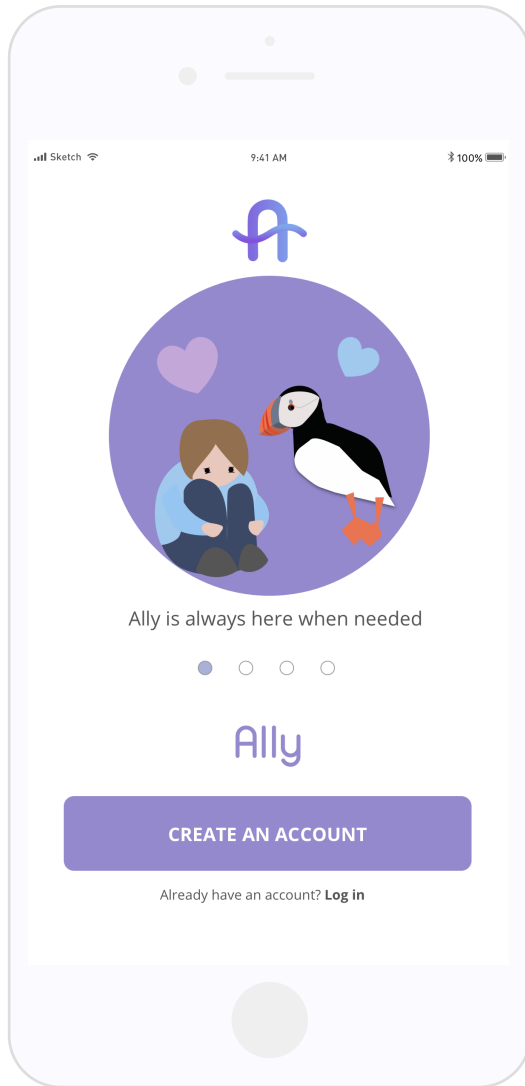 Sketch 9:41 AM 100%
A
Ally is always here when needed
Ally
CREATE AN ACCOUNT
Already have an account? Log in